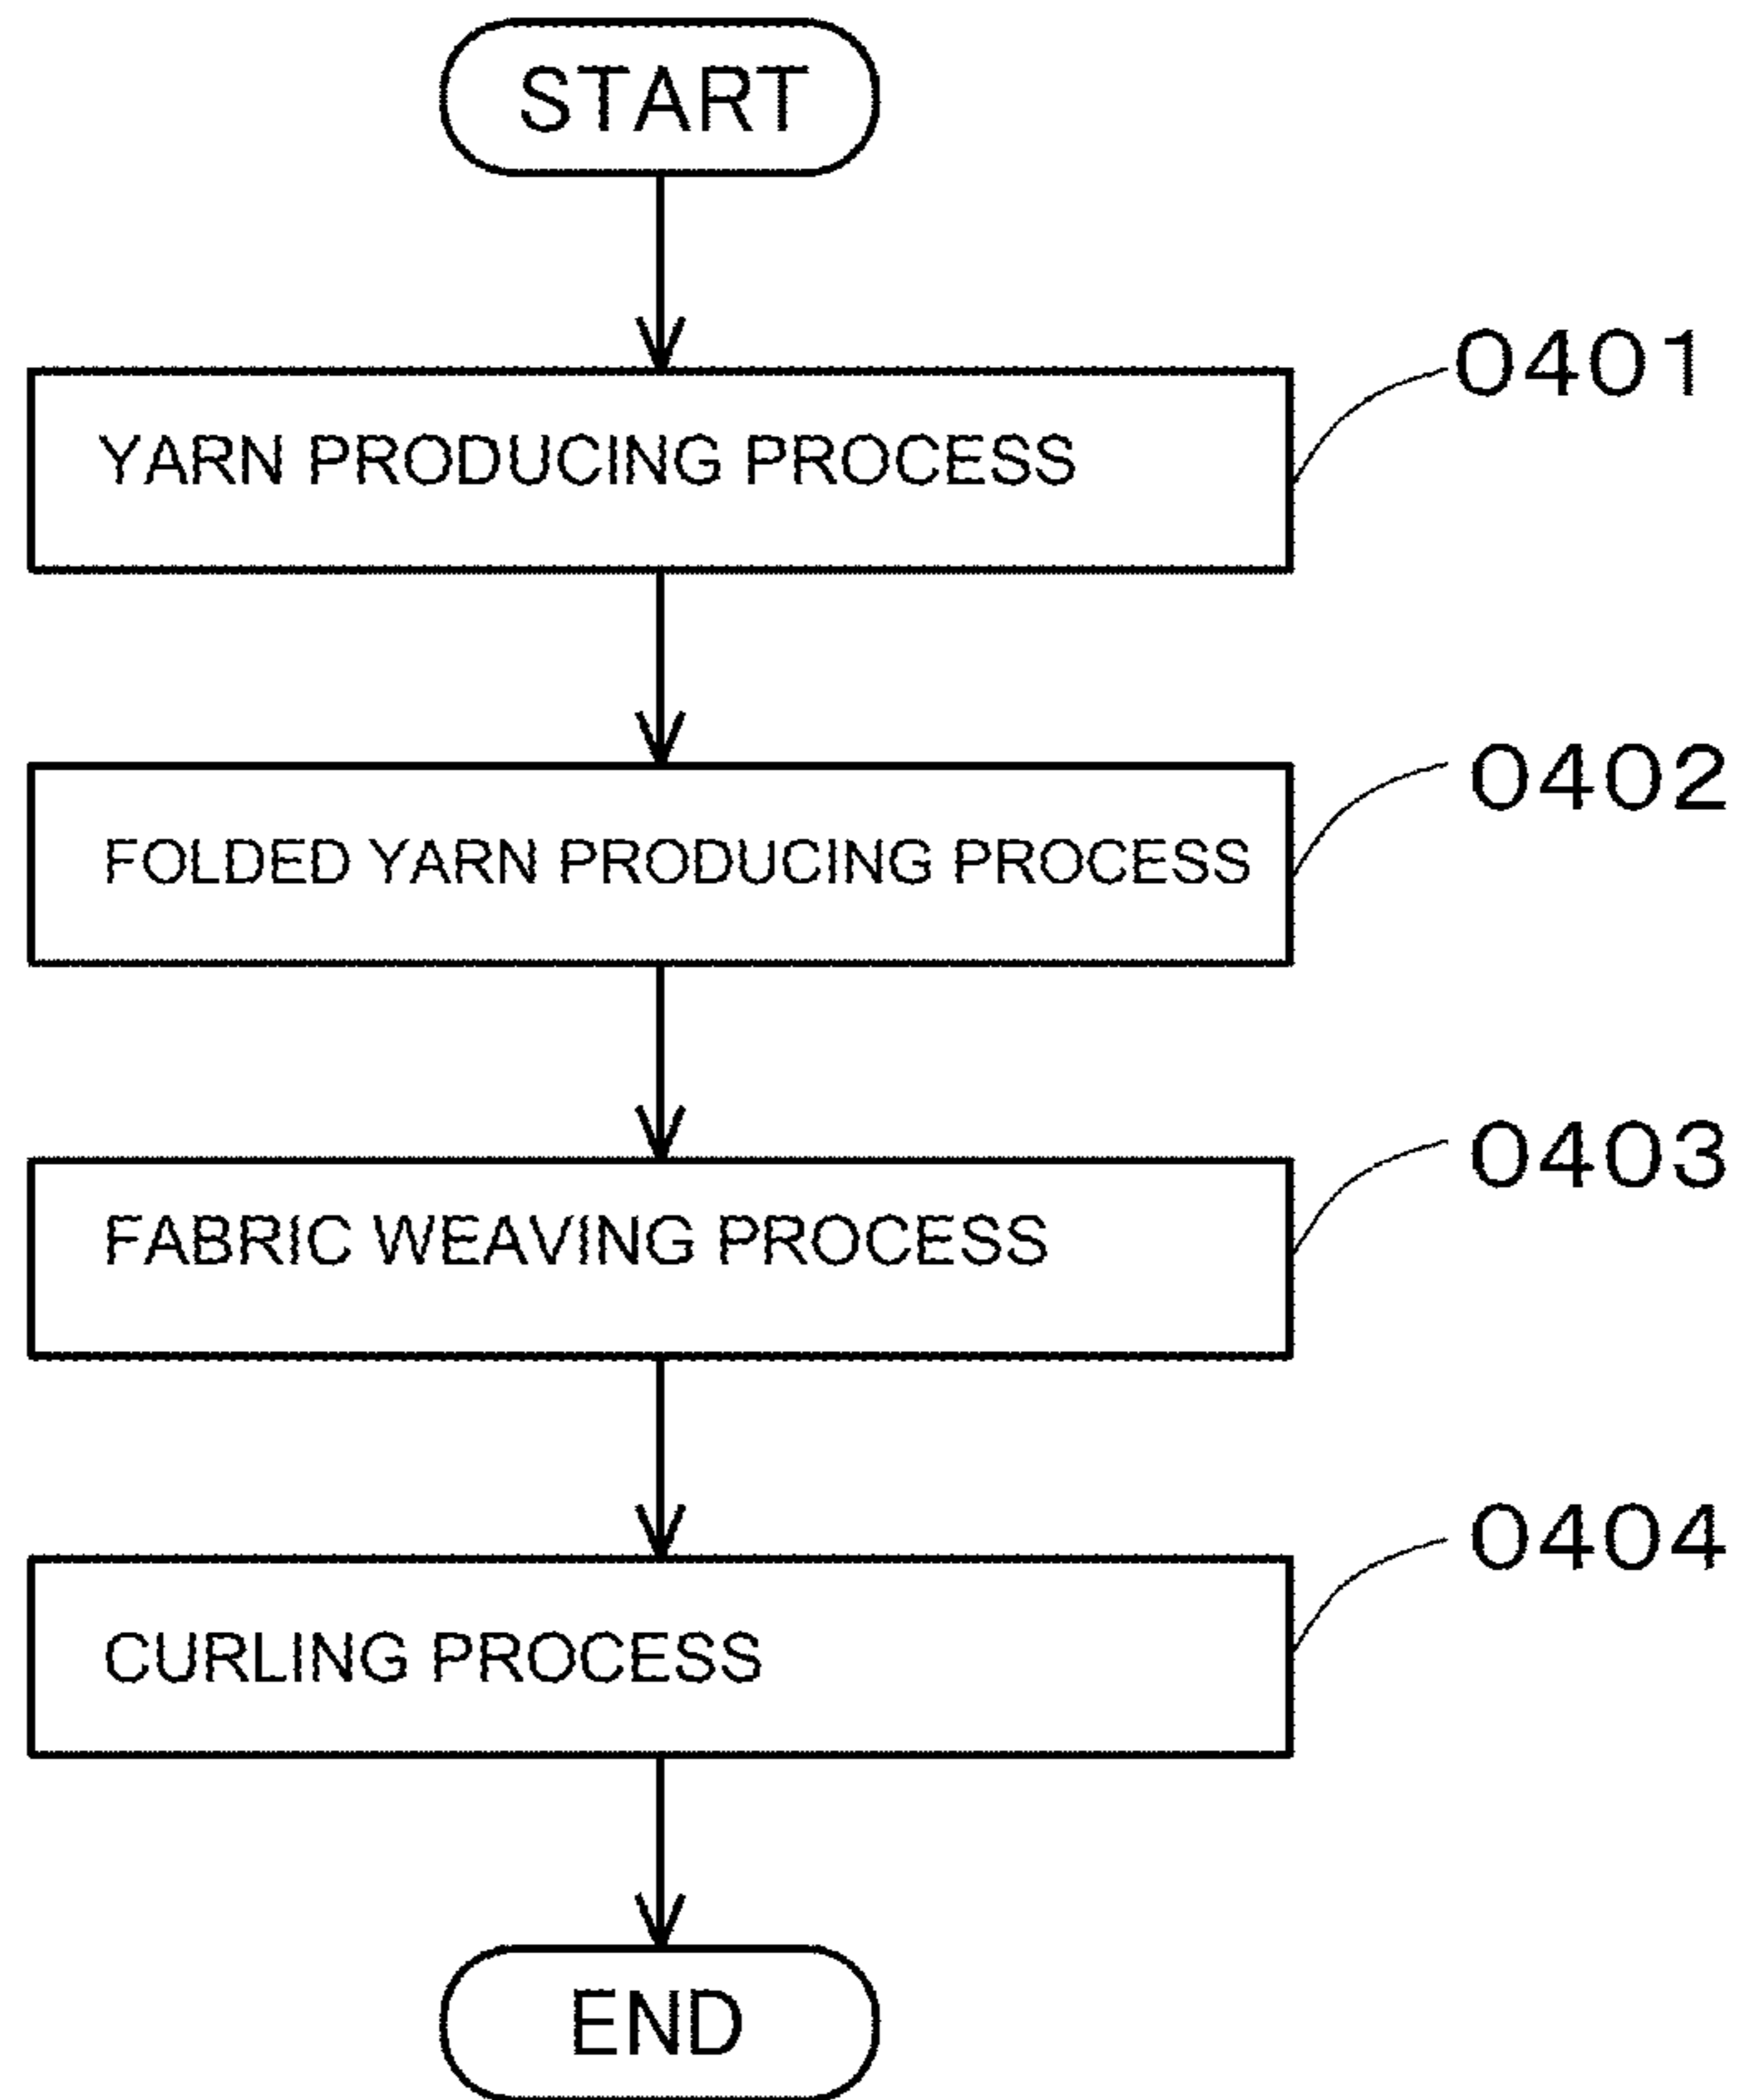 START
YARN PRODUCING PROCESS
0401
FOLDED YARN PRODUCING PROCESS
0402
FABRIC WEAVING PROCESS
0403
CURLING PROCESS
0404
END